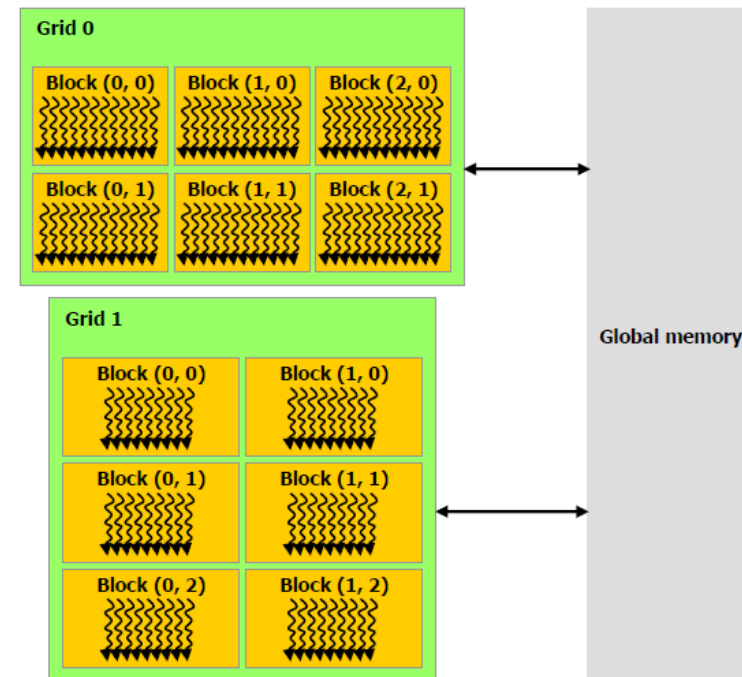 Grid 0
Block (0, 0) Block (1, 0) Block (2, 0)
Block (0, 1) Block (1, 1) Block (2, 1)
Grid 1
Block (0, 0) Block (1, 0)
Block (0, 1) Block (1, 1)
Block (0, 2) Block (1, 2)
Global memory